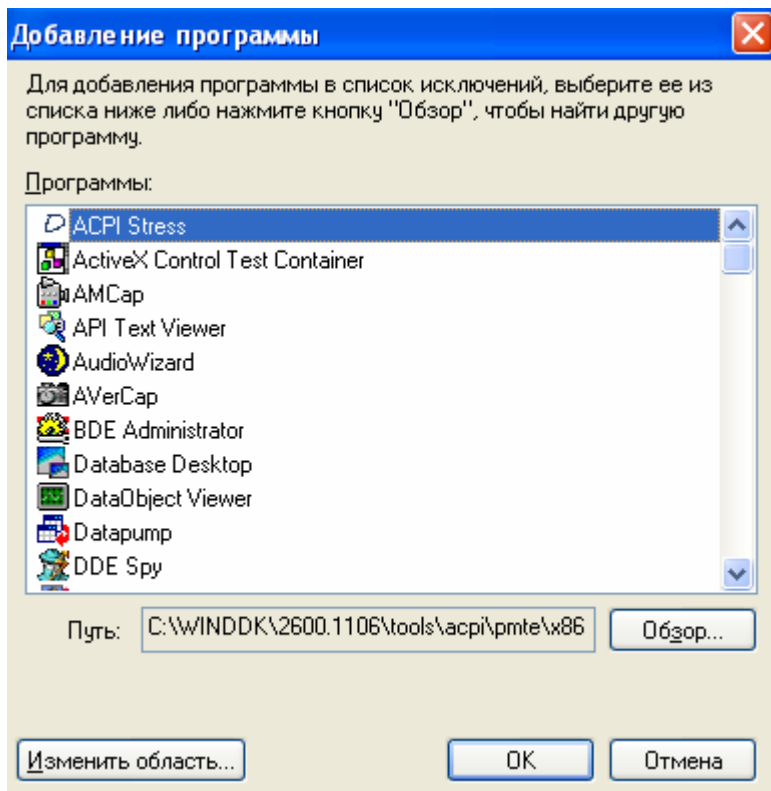 Добавление программы
Для добавления программы в список исключений, выберите ее из
списка ниже либо нажмите кнопку "Обзор", чтобы найти другую
программу.
Программы:
ACPI Stress
ActiveX Control Test Container
AMCap
API Text Viewer
AudioWizard
AVerCap
BDE Administrator
Database Desktop
DataObject Viewer
Datapump
DDE Spy
Путь: C:\WINDDK\2600.1106\tools\acpi\pmte\x86 Обзор...
Изменить область... OK Отмена